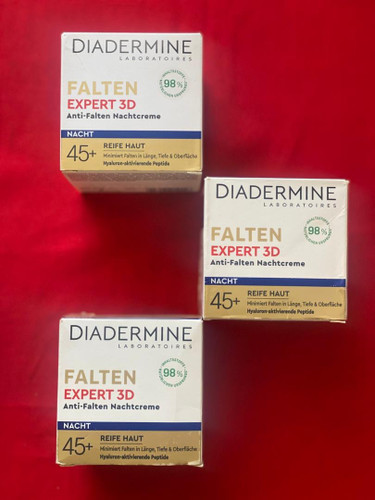 DIADERMINE
LABORATOIRES
FALTEN
98%
EXPERT 3D
Anti-Falten Nachtcreme
NACHT
45+
REIFE HAUT
Minimiert Falten in Länge, Tiefe & Oberfläche
Hyaluron-aktivierende Peptide
DIADERMINE
LABORATOIRES
FALTEN
98%
EXPERT 3D
Anti-Falten Nachtcreme
NACHT
45+
REIFE HAUT
Minimiert Falten in Länge, Tiefe & Oberfläche
Hyaluron-aktivierende Peptide
DIADERMINE
LABORATOIRES
FALTEN
98%
EXPERT 3D
Anti-Falten Nachtcreme
NACHT
45+
REIFE HAUT
Minimiert Falten in Länge, Tiefe & Oberfläche
Hyaluron-aktivierende Peptide